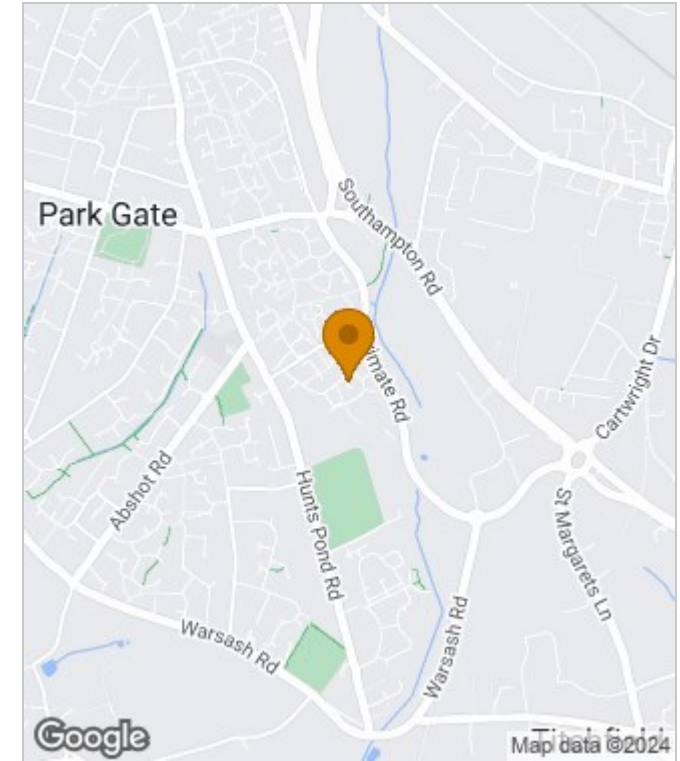 Park Gate
Southampton Rd
Cartwright Dr
Abshot Rd
Hunts Pond Rd
St Margarets Ln
Warsash Rd
Warsash Rd
Google
Map data ©2024